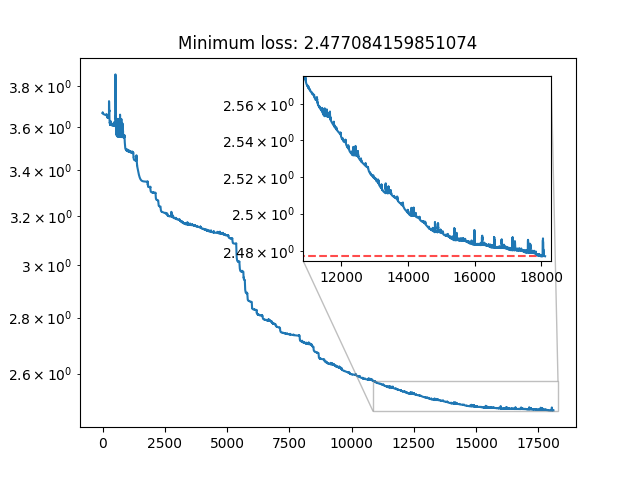 Minimum loss: 2.477084159851074
3.8 × 10⁰
3.6 × 10⁰
3.4 × 10⁰
3.2 × 10⁰
3 × 10⁰
2.8 × 10⁰
2.6 × 10⁰
2.56 × 10⁰
2.54 × 10⁰
2.52 × 10⁰
2.5 × 10⁰
2.48 × 10⁰
12000 14000 16000 18000
0 2500 5000 7500 10000 12500 15000 17500